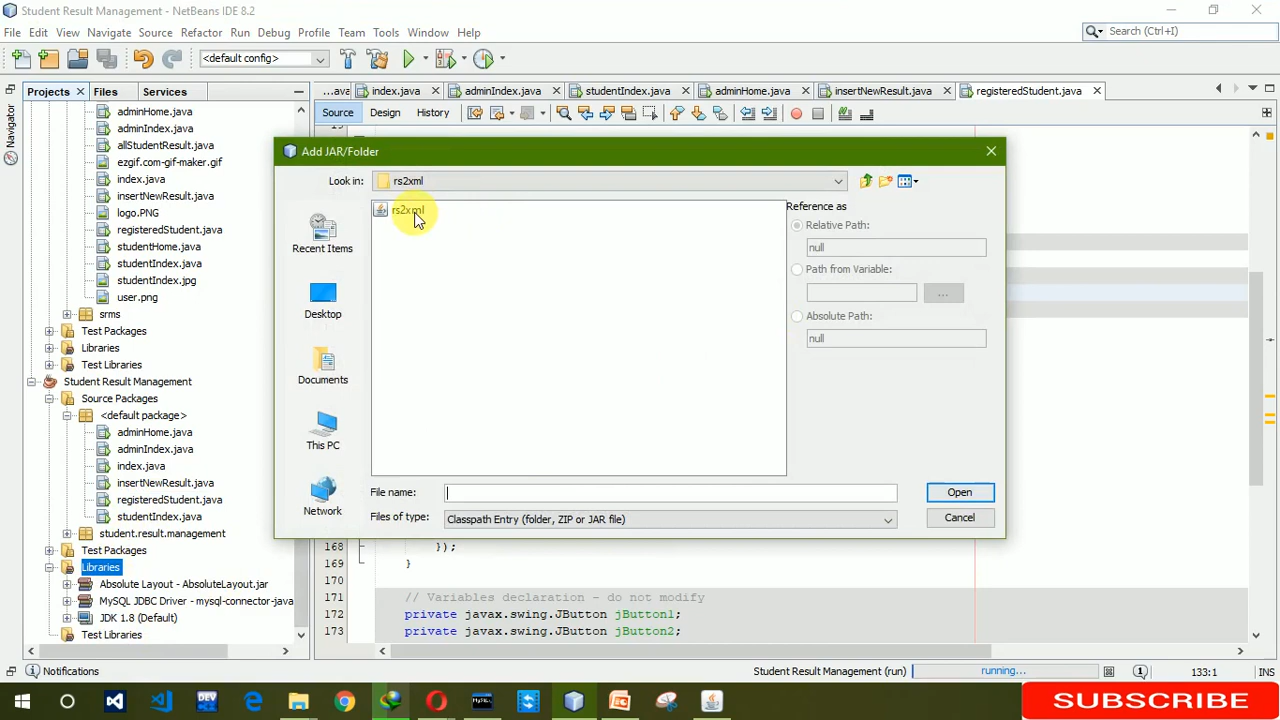 Student Result Management - NetBeans IDE 8.2
File Edit View Navigate Source Refactor Run Debug Profile Team Tools Window Help
Search (Ctrl+I)
<default config>
Projects Files Services
.ava index.java adminIndex.java studentIndex.java adminHome.java insertNewResult.java registeredStudent.java
Source Design History
Navigator
adminHome.java
adminIndex.java
allStudentResult.java
ezgif.com-gif-maker.gif
index.java
insertNewResult.java
logo.PNG
registeredStudent.java
studentHome.java
studentIndex.java
studentIndex.jpg
user.png
srms
Test Packages
Libraries
Test Libraries
Student Result Management
Source Packages
<default package>
adminHome.java
adminIndex.java
index.java
insertNewResult.java
registeredStudent.java
studentIndex.java
student.result.management
Test Packages
Libraries
Absolute Layout - AbsoluteLayout.jar
MySQL JDBC Driver - mysql-connector-java
JDK 1.8 (Default)
Test Libraries
Add JAR/Folder
Look in: rs2xml
rs2xml
Recent Items
Desktop
Documents
This PC
Network
Reference as
Relative Path:
null
Path from Variable:
...
Absolute Path:
null
File name:
Open
Files of type: Classpath Entry (folder, ZIP or JAR file)
Cancel
168 });
169 }
170
171 // Variables declaration - do not modify
172 private javax.swing.JButton jButton1;
173 private javax.swing.JButton jButton2;
Notifications
Student Result Management (run) running... 1 133:1 INS
SUBSCRIBE